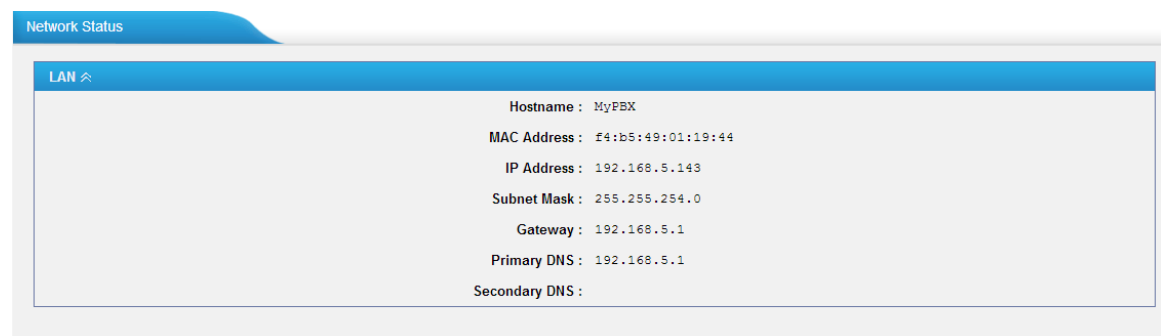 Network Status
LAN
Hostname : MyPBX
MAC Address : f4:b5:49:01:19:44
IP Address : 192.168.5.143
Subnet Mask : 255.255.254.0
Gateway : 192.168.5.1
Primary DNS : 192.168.5.1
Secondary DNS :